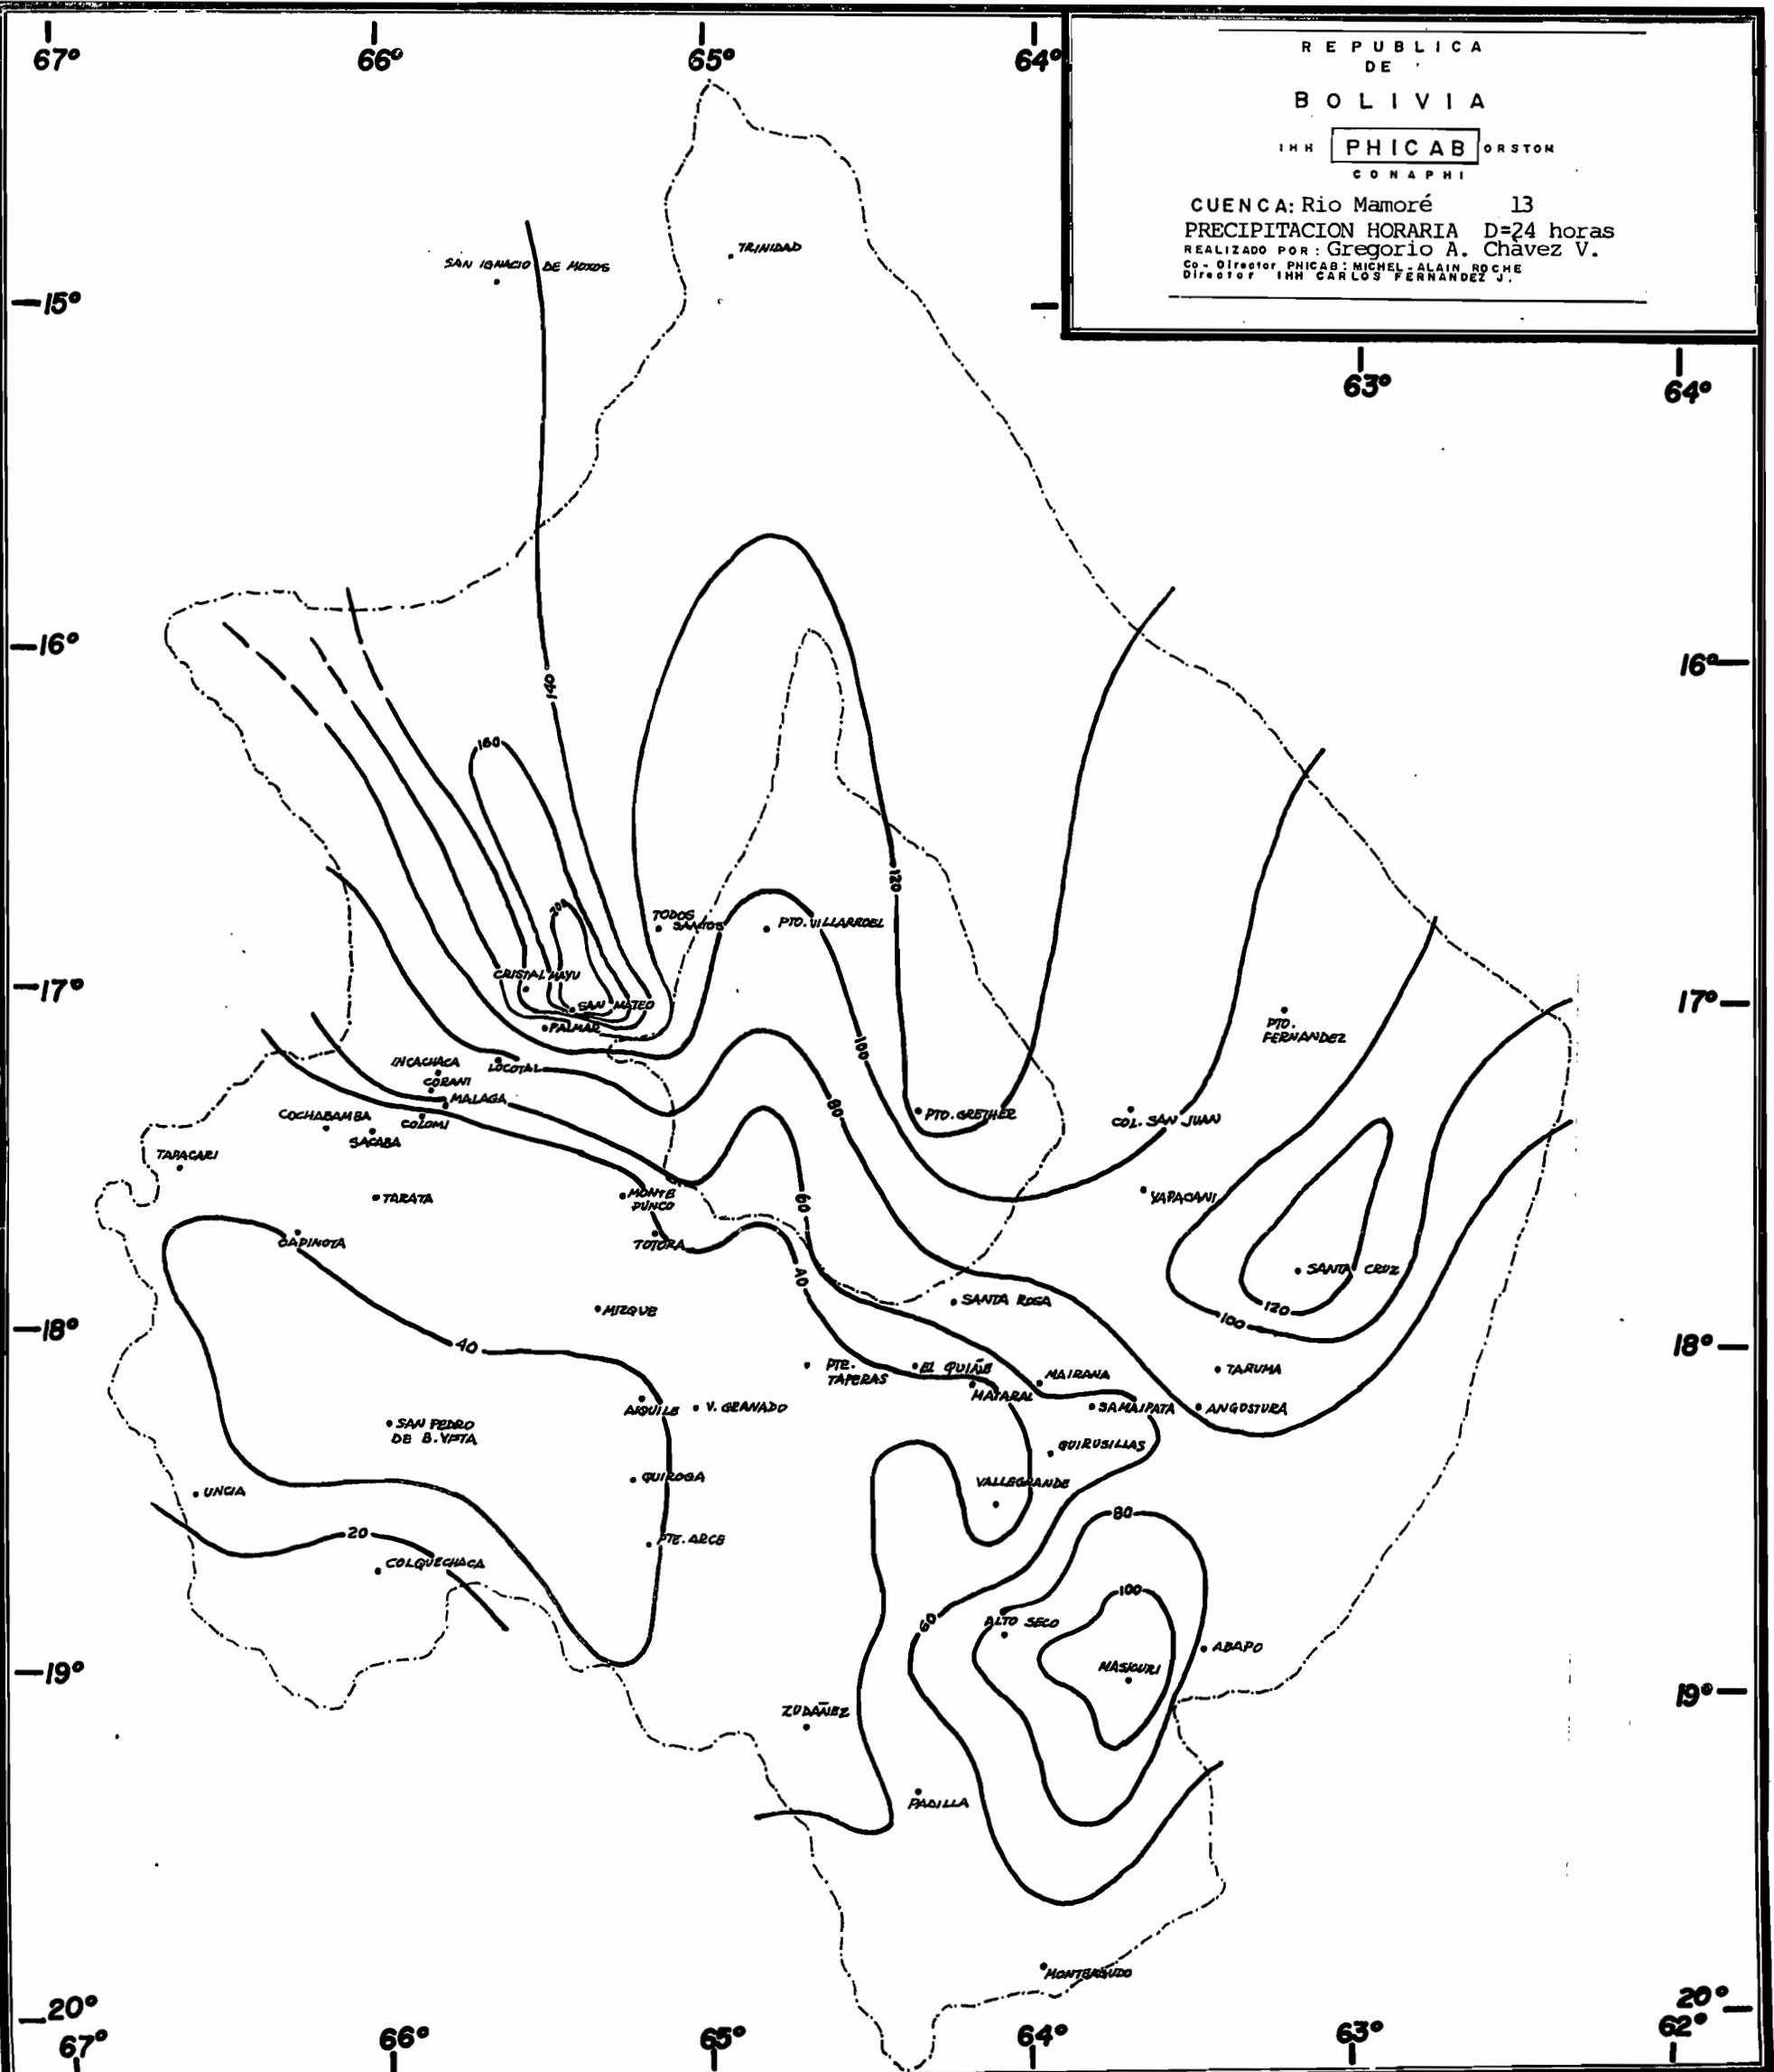 67°
66°
65°
64°
REPUBLICA
DE
BOLIVIA
IHH PHICAB ORSTOM
CONAPHI
CUENCA: Rio Mamoré 13
PRECIPITACION HORARIA D=24 horas
REALIZADO POR: Gregorio A. Chàvez V.
Co-Director PHICAB: MICHEL-ALAIN ROCHE
Director IHH CARLOS FERNANDEZ J.
TRINIDAD
SAN IGNACIO DE MOXOS
15°
63°
64°
16°
16°
140
160
120
200
TODOS
SANTOS
PTO. VILLARROEL
CRISTAL MAYU
17°
SAN MATEO
17°
PALMAR
PTO.
FERNANDEZ
100
INCACHACA
LOCOTAL
CORANI
MALAGA
80
COCHABAMBA
COLOMI
PTO. GRETHER
COL. SAN JUAN
SACABA
TAPACARI
TARATA
MONTE
PUNCO
60
YAPACANI
CAPINOTA
TOTORA
40
SANTA CRUZ
MIZQUE
SANTA ROSA
120
100
18°
40
18°
PTE.
TAPERAS
EL QUIÑE
MAIRANA
TARUMA
MATARAL
AIQUILE
V. GRANADO
SAMAIPATA
ANGOSTURA
SAN PEDRO
DE B. VISTA
QUIRUSILLAS
UNCIA
QUIROGA
VALLEGRANDE
80
20
PTE. ARCE
COLQUECHACA
100
60
ALTO SECO
ABAPO
19°
MASICURI
19°
ZUDAÑEZ
PADILLA
MONTEAGUDO
20°
20°
67°
66°
65°
64°
63°
62°